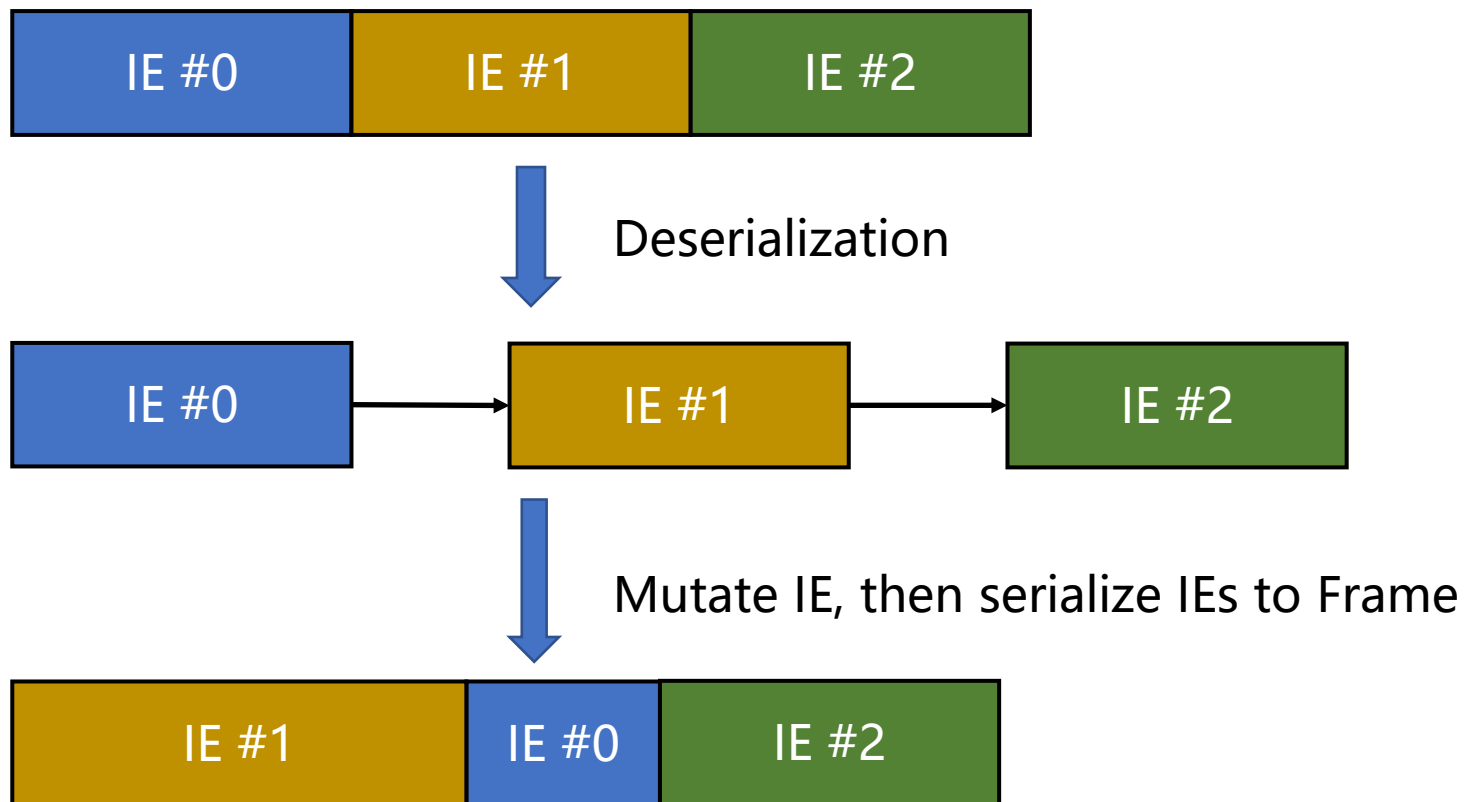 IE #0 IE #1 IE #2
Deserialization
IE #0 IE #1 IE #2
Mutate IE, then serialize IEs to Frame
IE #1 IE #0 IE #2